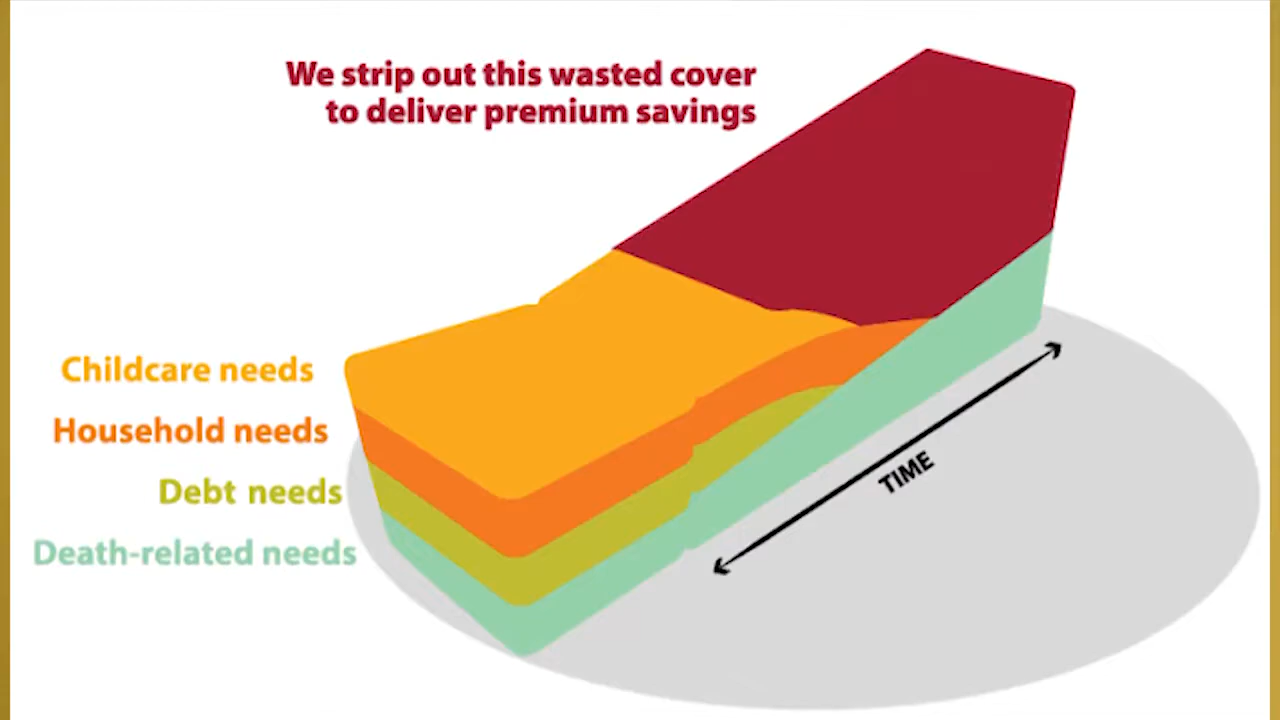 We strip out this wasted cover
to deliver premium savings
Childcare needs
Household needs
Debt needs
Death-related needs
TIME